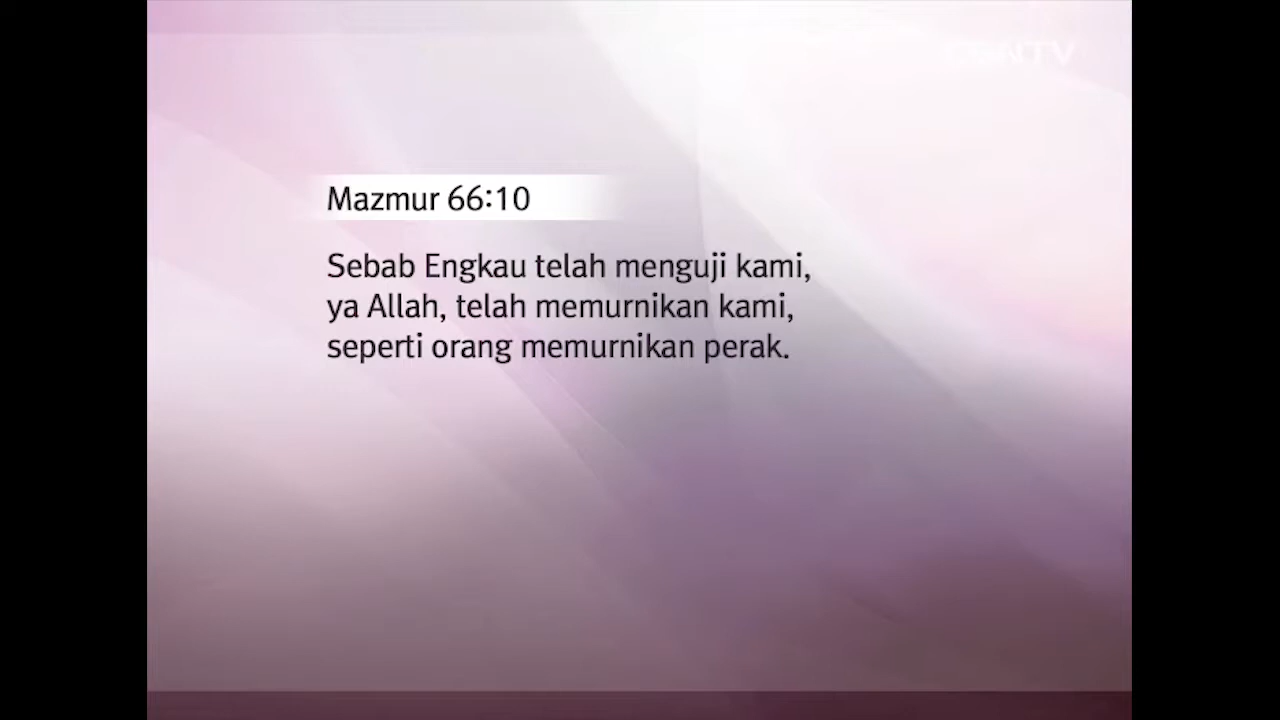 Mazmur 66:10
Sebab Engkau telah menguji kami,
ya Allah, telah memurnikan kami,
seperti orang memurnikan perak.